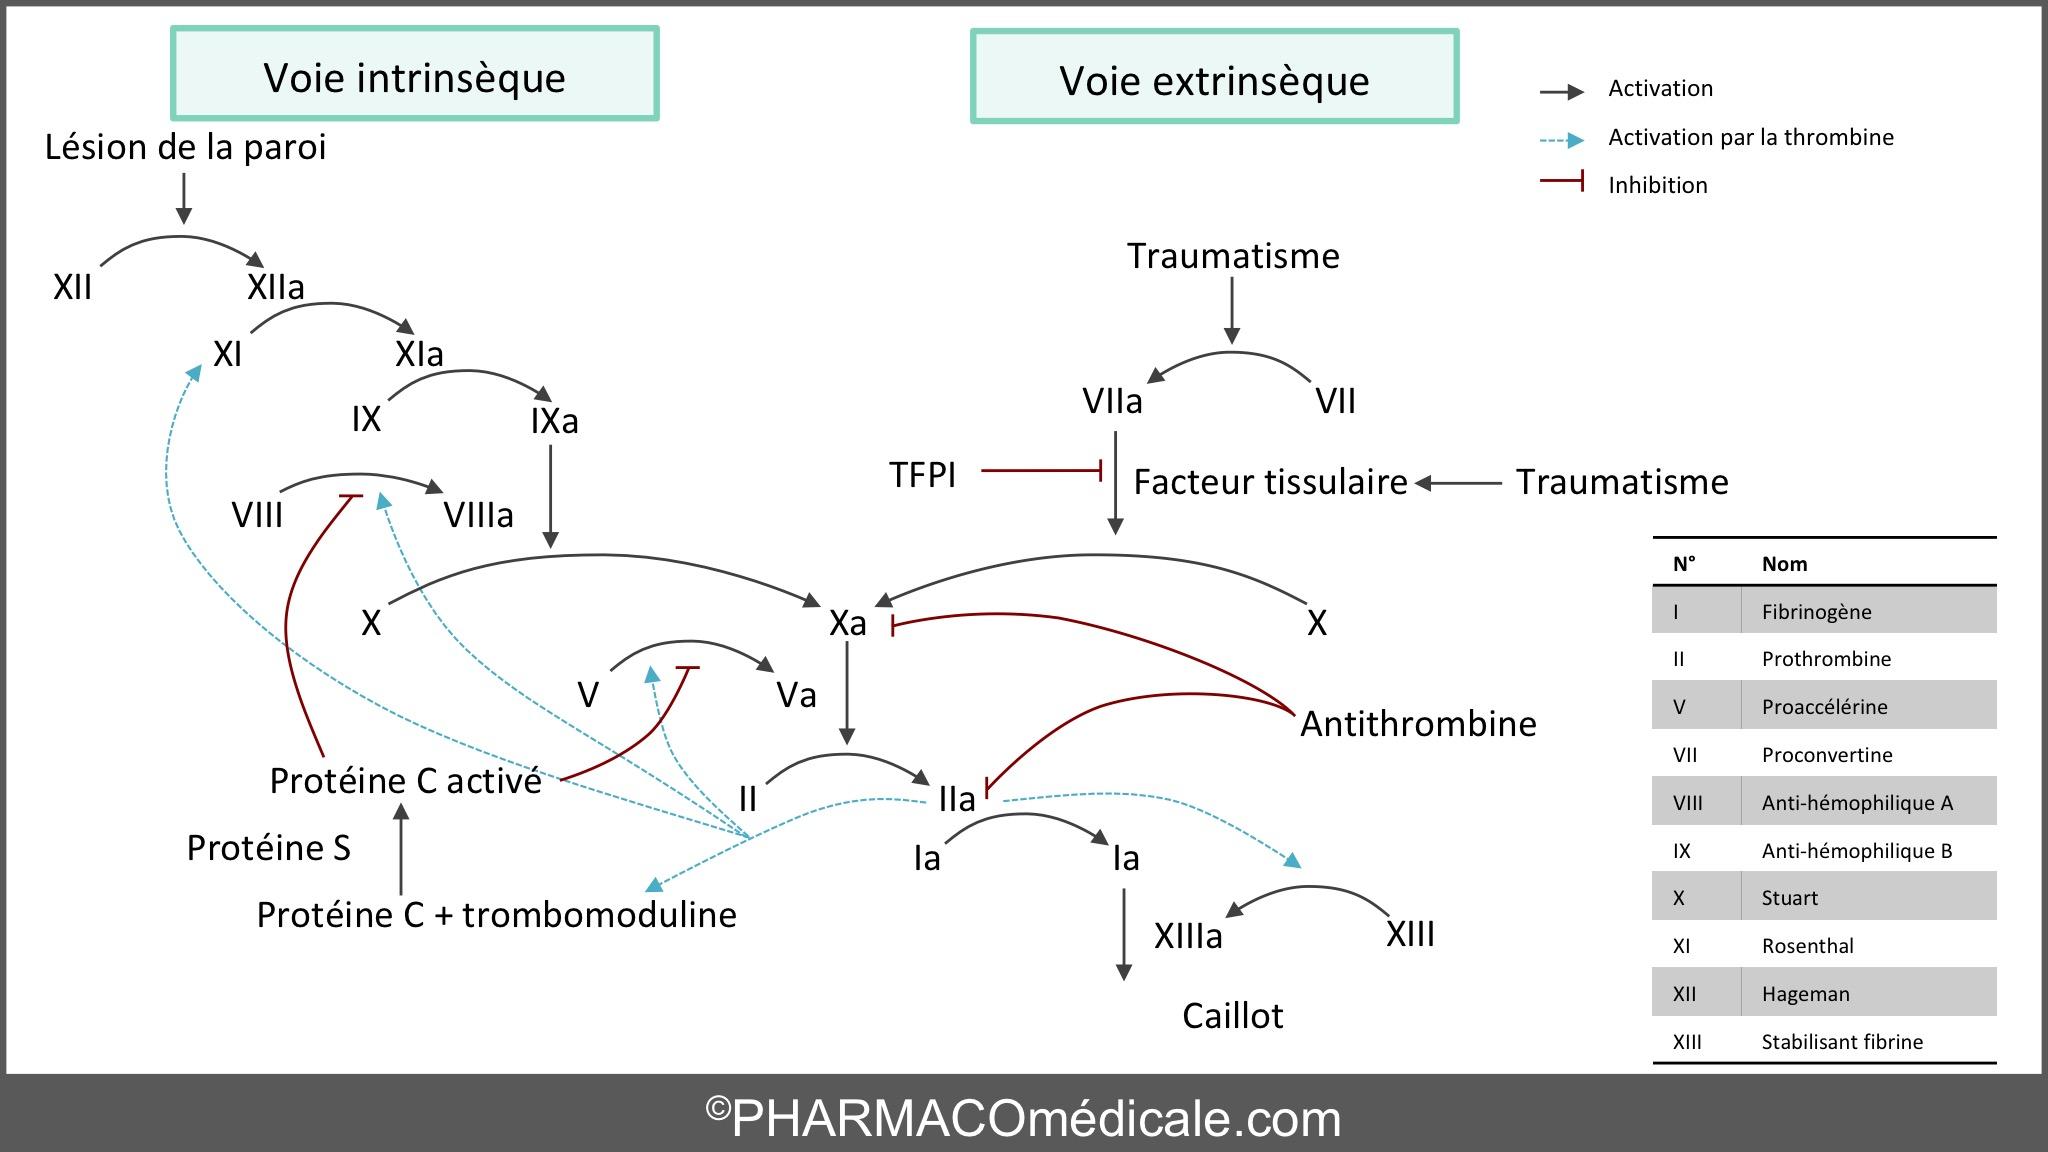 Voie intrinsèque
Voie extrinsèque
Activation
Activation par la thrombine
Inhibition
Lésion de la paroi
XII
XIIa
XI
XIa
IX
IXa
VIII
VIIIa
X
Xa
V
Va
Traumatisme
VIIa
VII
TFPI
Facteur tissulaire
Traumatisme
X
Antithrombine
Protéine C activé
Protéine S
Protéine C + trombomoduline
II
IIa
Ia
Ia
XIIIa
XIII
Caillot
N° Nom
I Fibrinogène
II Prothrombine
V Proaccélérine
VII Proconvertine
VIII Anti-hémophilique A
IX Anti-hémophilique B
X Stuart
XI Rosenthal
XII Hageman
XIII Stabilisant fibrine
©PHARMACOmédicale.com